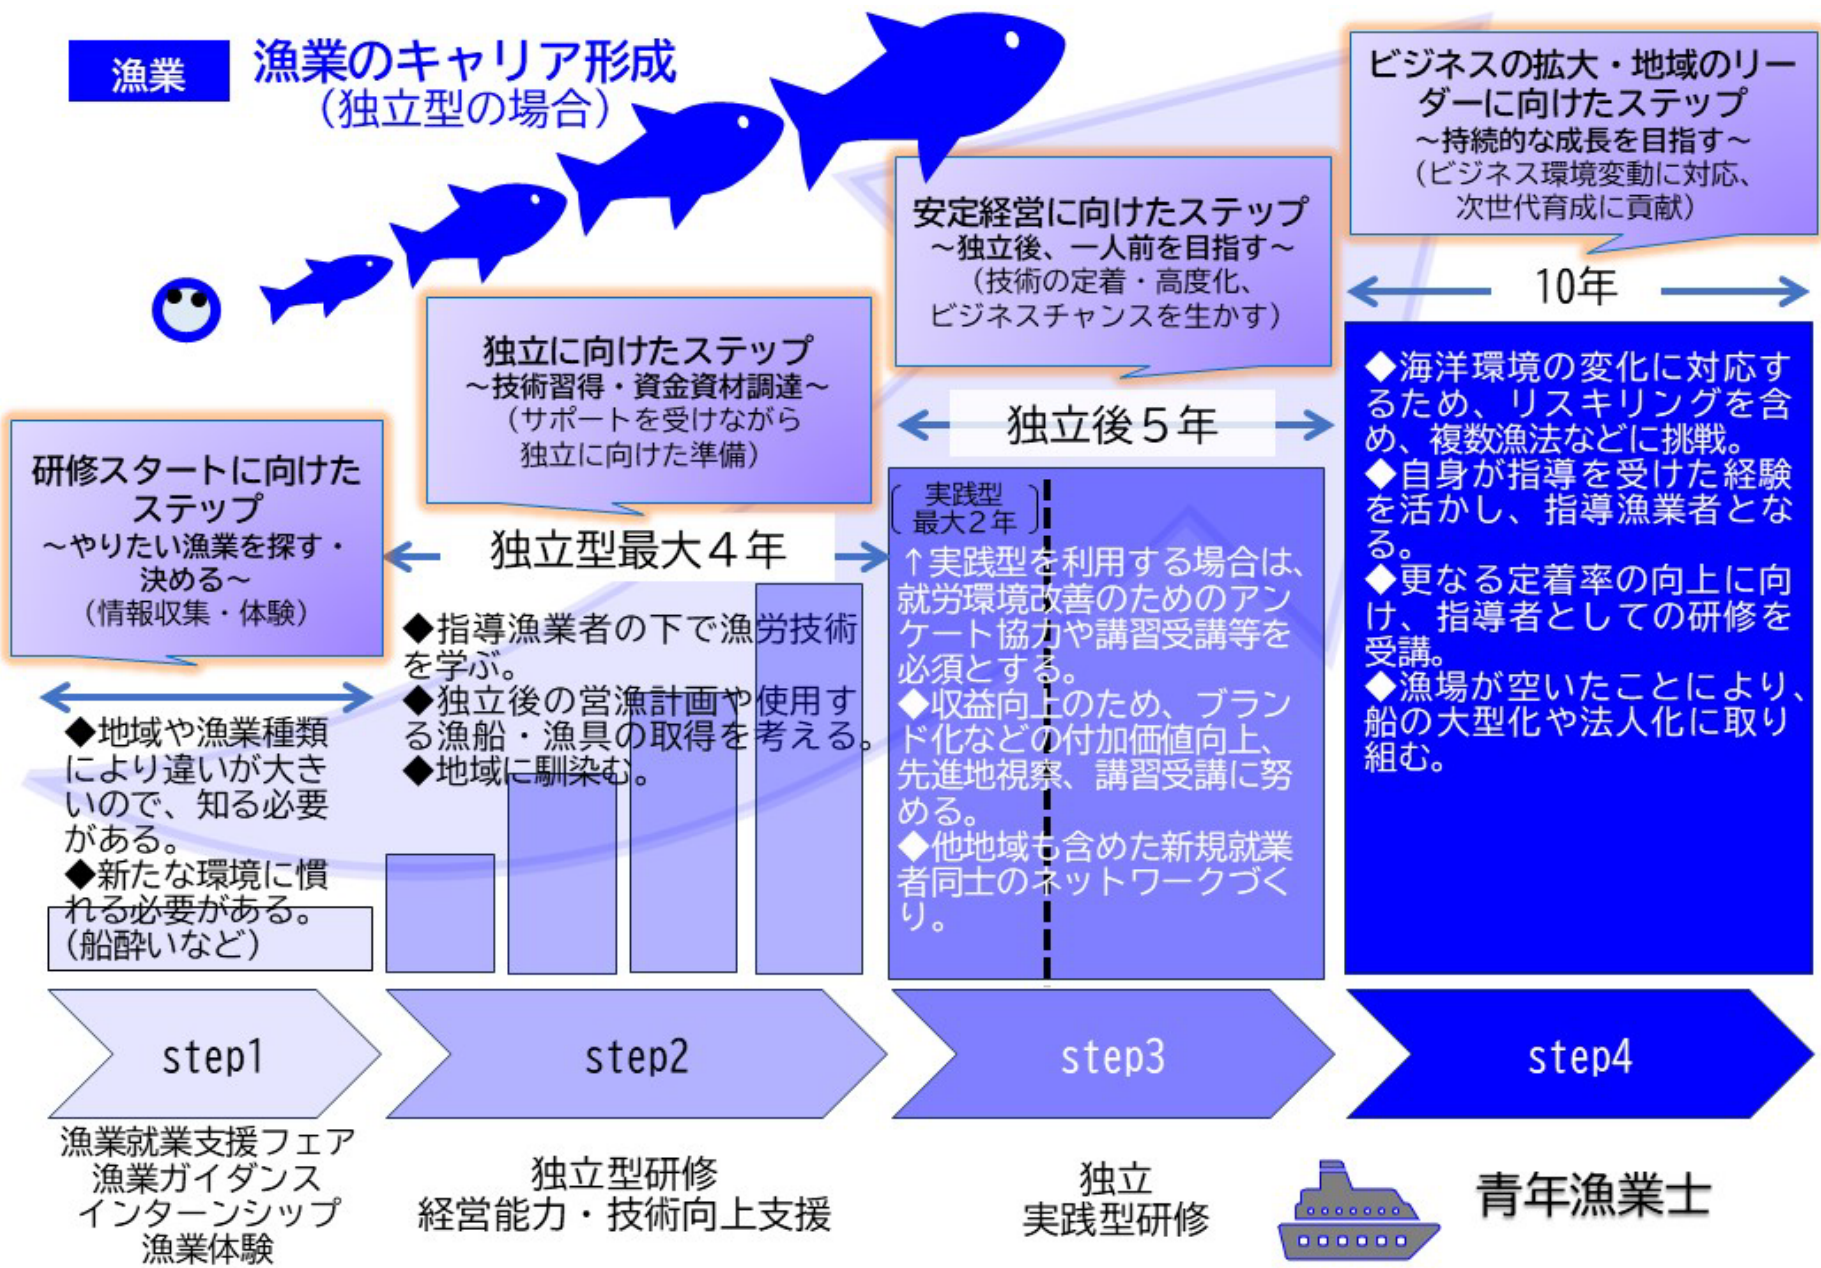 漁業
漁業のキャリア形成
（独立型の場合）
研修スタートに向けた
ステップ
～やりたい漁業を探す・
決める～
（情報収集・体験）
◆地域や漁業種類
により違いが大き
いので、知る必要
がある。
◆新たな環境に慣
れる必要がある。
（船酔いなど）
step1
漁業就業支援フェア
漁業ガイダンス
インターンシップ
漁業体験
独立に向けたステップ
～技術習得・資金資材調達～
（サポートを受けながら
独立に向けた準備）
独立型最大４年
◆指導漁業者の下で漁労技術
を学ぶ。
◆独立後の営漁計画や使用す
る漁船・漁具の取得を考える。
◆地域に馴染む。
step2
独立型研修
経営能力・技術向上支援
安定経営に向けたステップ
～独立後、一人前を目指す～
（技術の定着・高度化、
ビジネスチャンスを生かす）
独立後５年
実践型
最大２年
↑実践型を利用する場合は、
就労環境改善のためのアン
ケート協力や講習受講等を
必須とする。
◆収益向上のため、ブラン
ド化などの付加価値向上、
先進地視察、講習受講に努
める。
◆他地域も含めた新規就業
者同士のネットワークづく
り。
step3
独立
実践型研修
ビジネスの拡大・地域のリー
ダーに向けたステップ
～持続的な成長を目指す～
（ビジネス環境変動に対応、
次世代育成に貢献）
10年
◆海洋環境の変化に対応す
るため、リスキリングを含
め、複数漁法などに挑戦。
◆自身が指導を受けた経験
を活かし、指導漁業者とな
る。
◆更なる定着率の向上に向
け、指導者としての研修を
受講。
◆漁場が空いたことにより、
船の大型化や法人化に取り
組む。
step4
青年漁業士